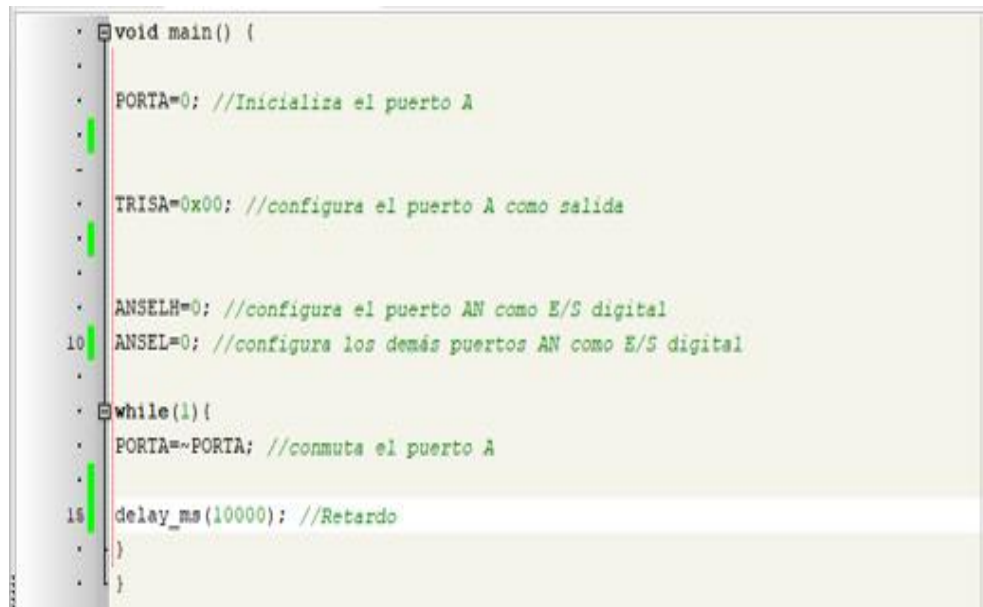 void main() {
PORTA=0; //Inicializa el puerto A
TRISA=0x00; //configura el puerto A como salida
ANSELH=0; //configura el puerto AN como E/S digital
10 ANSEL=0; //configura los demás puertos AN como E/S digital
while(1){
PORTA=~PORTA; //conmuta el puerto A
15 delay_ms(10000); //Retardo
}
}